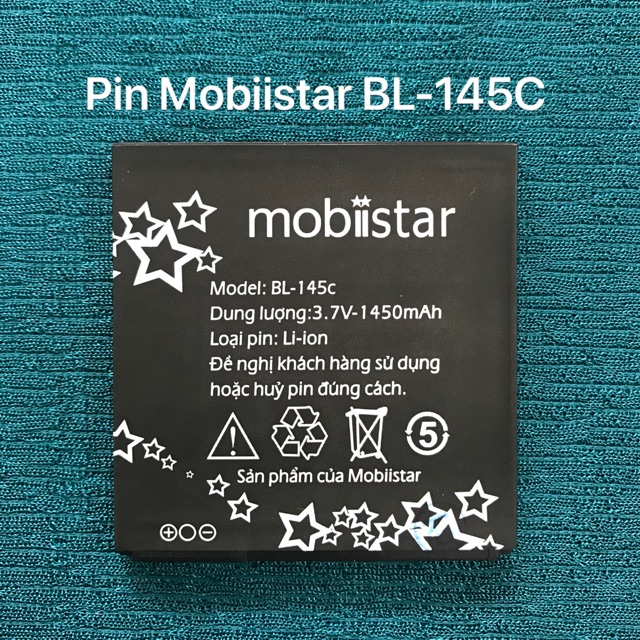 Pin Mobiistar BL-145C
mobiistar
Model: BL-145c
Dung lượng:3.7V-1450mAh
Loại pin: Li-ion
Đề nghị khách hàng sử dụng
hoặc huỷ pin đúng cách.
5
Sản phẩm của Mobiistar